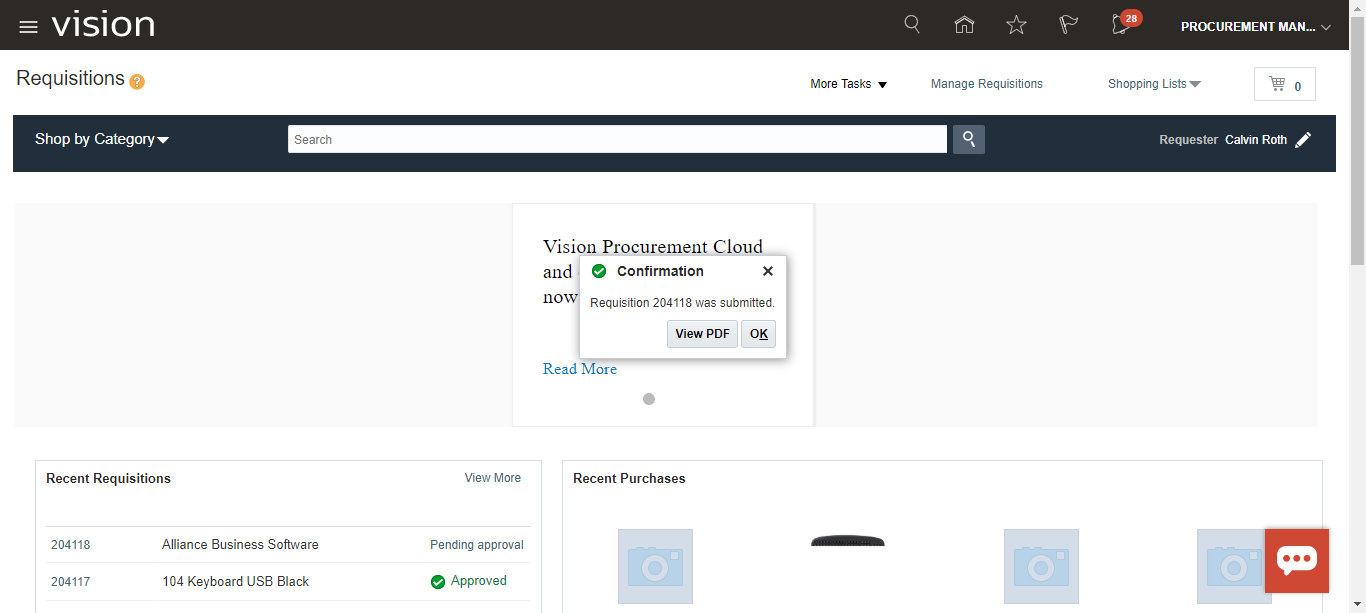 vision
28
PROCUREMENT MAN...
Requisitions ?
More Tasks
Manage Requisitions
Shopping Lists
0
Shop by Category
Search
Requester Calvin Roth
Vision Procurement Cloud
and
now
Confirmation
Requisition 204118 was submitted.
View PDF
OK
Read More
Recent Requisitions
View More
204118 Alliance Business Software Pending approval
204117 104 Keyboard USB Black Approved
Recent Purchases